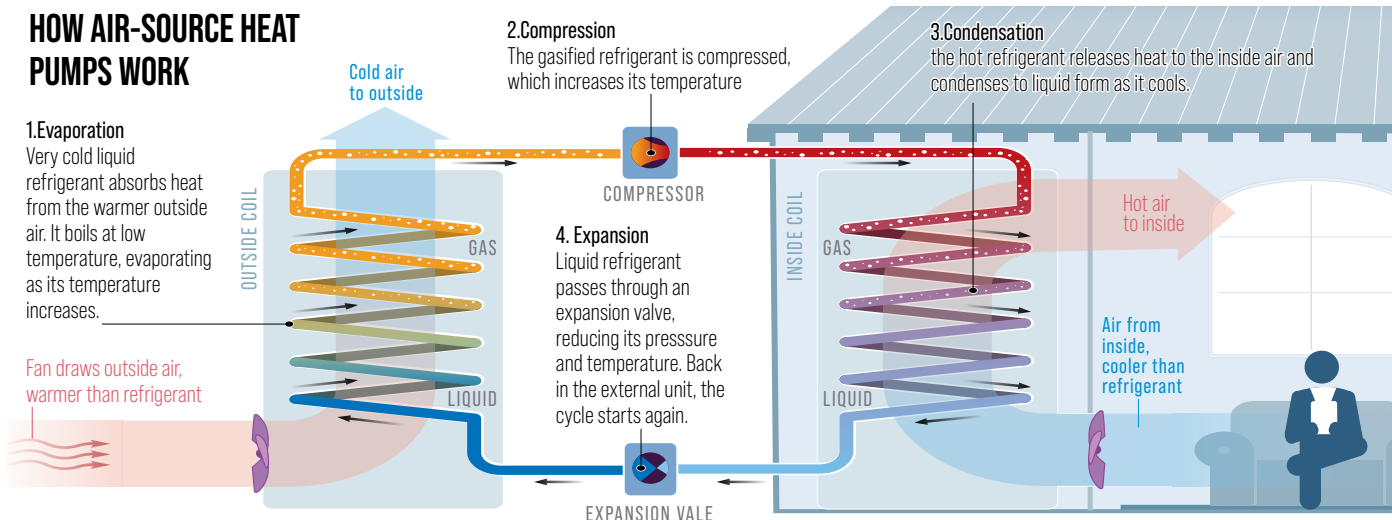 HOW AIR-SOURCE HEAT
PUMPS WORK
1.Evaporation
Very cold liquid
refrigerant absorbs heat
from the warmer outside
air. It boils at low
temperature, evaporating
as its temperature
increases.
Fan draws outside air,
warmer than refrigerant
Cold air
to outside
OUTSIDE COIL
GAS
LIQUID
2.Compression
The gasified refrigerant is compressed,
which increases its temperature
COMPRESSOR
4. Expansion
Liquid refrigerant
passes through an
expansion valve,
reducing its presssure
and temperature. Back
in the external unit, the
cycle starts again.
EXPANSION VALE
3.Condensation
the hot refrigerant releases heat to the inside air and
condenses to liquid form as it cools.
INSIDE COIL
GAS
LIQUID
Hot air
to inside
Air from
inside,
cooler than
refrigerant